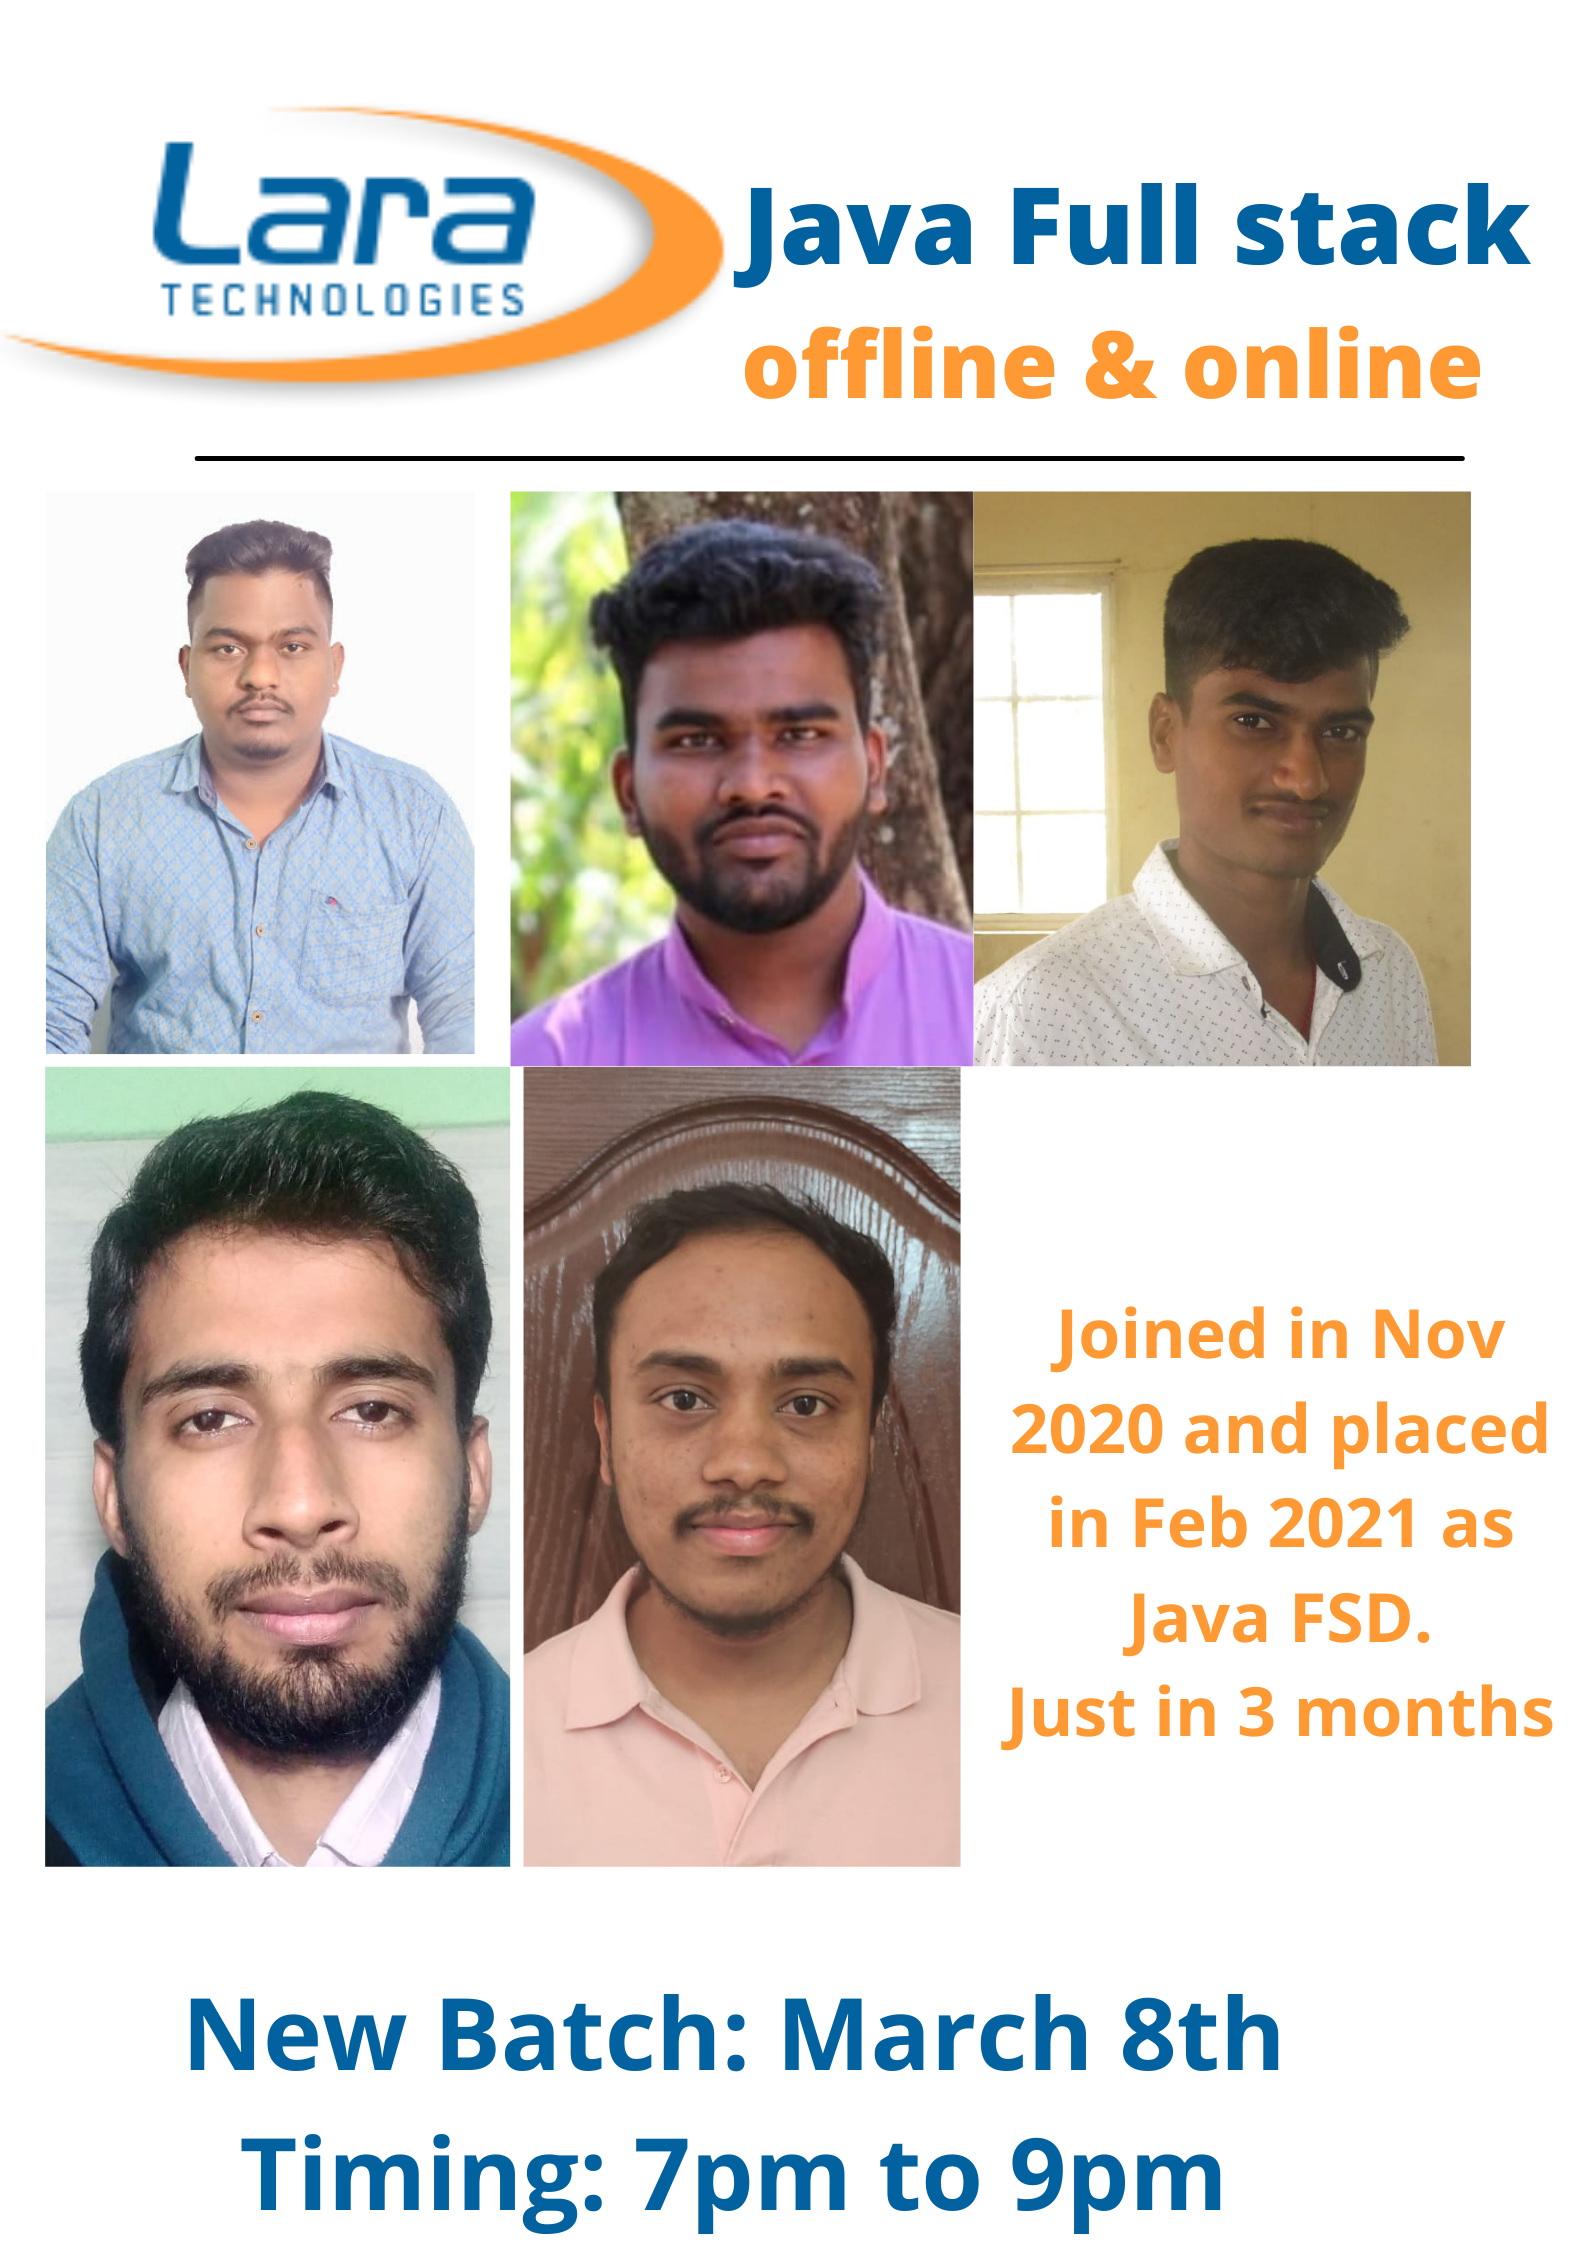 Lara
TECHNOLOGIES
Java Full stack
offline & online
Joined in Nov
2020 and placed
in Feb 2021 as
Java FSD.
Just in 3 months
New Batch: March 8th
Timing: 7pm to 9pm